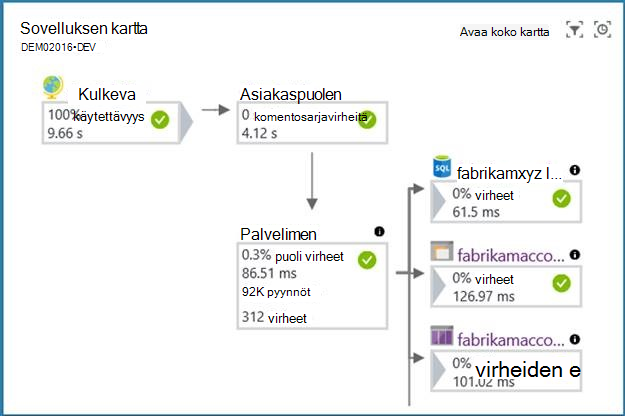 Sovelluksen kartta
DEMO2016•DEV
Avaa koko kartta
Kulkeva
100% käytettävyys
9.66 s
Asiakaspuolen
0 komentosarjavirheitä
4.12 s
Palvelimen
0.3% puoli virheet
86.51 ms
92K pyynnöt
312 virheet
SQL
fabrikamxyz I...
0% virheet
61.5 ms
fabrikamacco...
0% virheet
126.97 ms
fabrikamacco...
0% virheiden e
101.02 ms